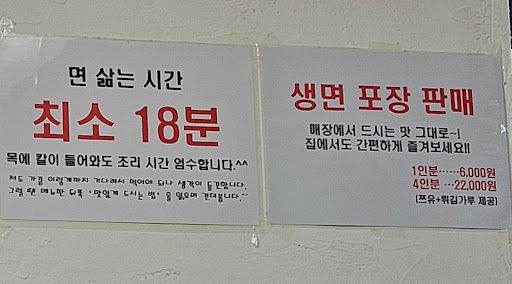 면 삶는 시간
최소 18분
목에 칼이 들어와도 조리 시간 엄수합니다.^^
저도 가끔 이렇게까지 기다려서 먹어야 되나 생각이 들곤합니다.
그럴 땐 메뉴판 뒤쪽 '맛있게 드시는 법'을 읽으며 견뎌봅니다..^^
생면 포장 판매
매장에서 드시는 맛 그대로~!
집에서도 간편하게 즐겨보세요!!
1인분······6,000원
4인분 ···22,000원
[쯔유+튀김가루 제공]